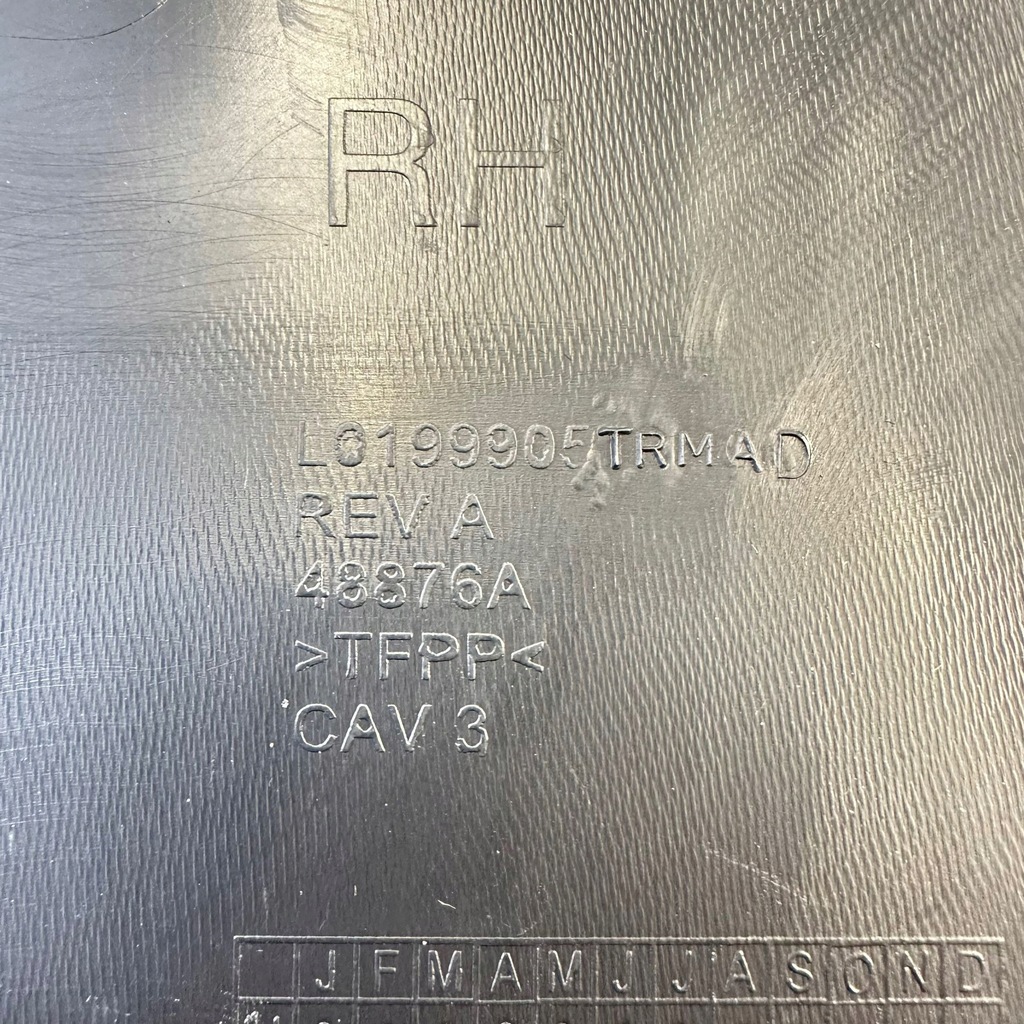 RH
L0199905TRMAD
REV A
48876A
>TFPP<
CAV 3
J F M A M J J A S O N D